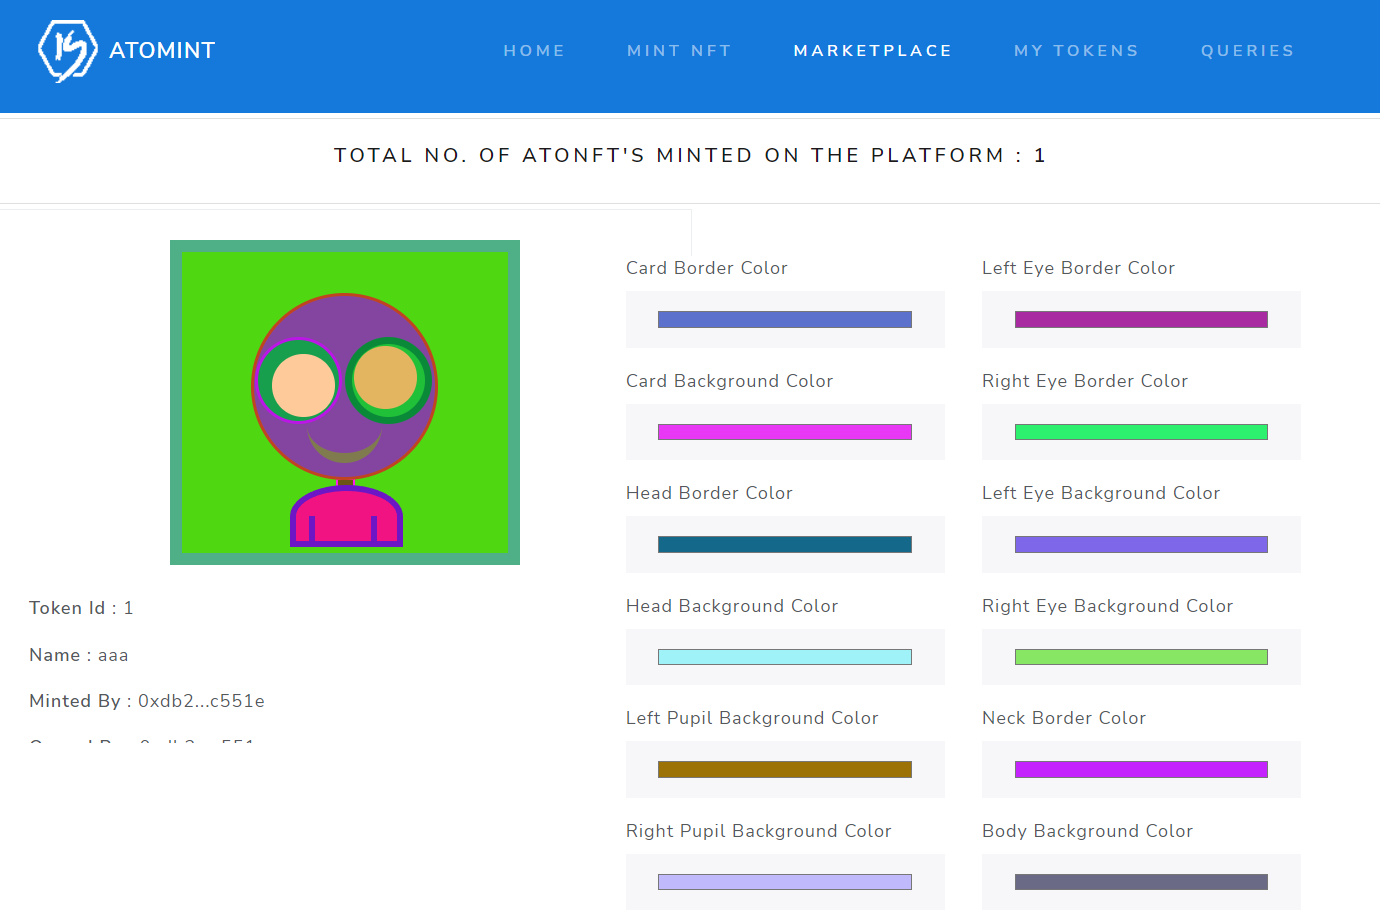 ATOMINT
HOME
MINT NFT
MARKETPLACE
MY TOKENS
QUERIES
TOTAL NO. OF ATONFT'S MINTED ON THE PLATFORM : 1
Token Id : 1
Name : aaa
Minted By : 0xdb2...c551e
Card Border Color
Left Eye Border Color
Card Background Color
Right Eye Border Color
Head Border Color
Left Eye Background Color
Head Background Color
Right Eye Background Color
Left Pupil Background Color
Neck Border Color
Right Pupil Background Color
Body Background Color